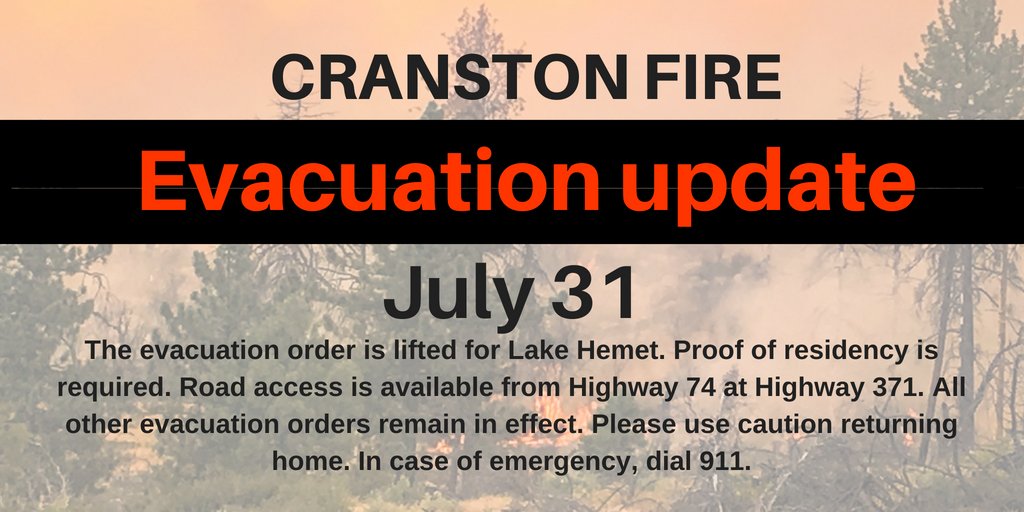 CRANSTON FIRE
Evacuation update
July 31
The evacuation order is lifted for Lake Hemet. Proof of residency is
required. Road access is available from Highway 74 at Highway 371. All
other evacuation orders remain in effect. Please use caution returning
home. In case of emergency, dial 911.